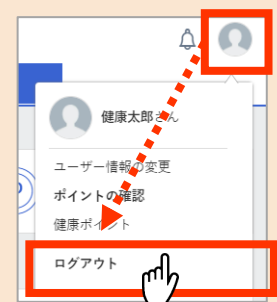 健康太郎さん
ユーザー情報の変更
ポイントの確認
健康ポイント
ログアウト